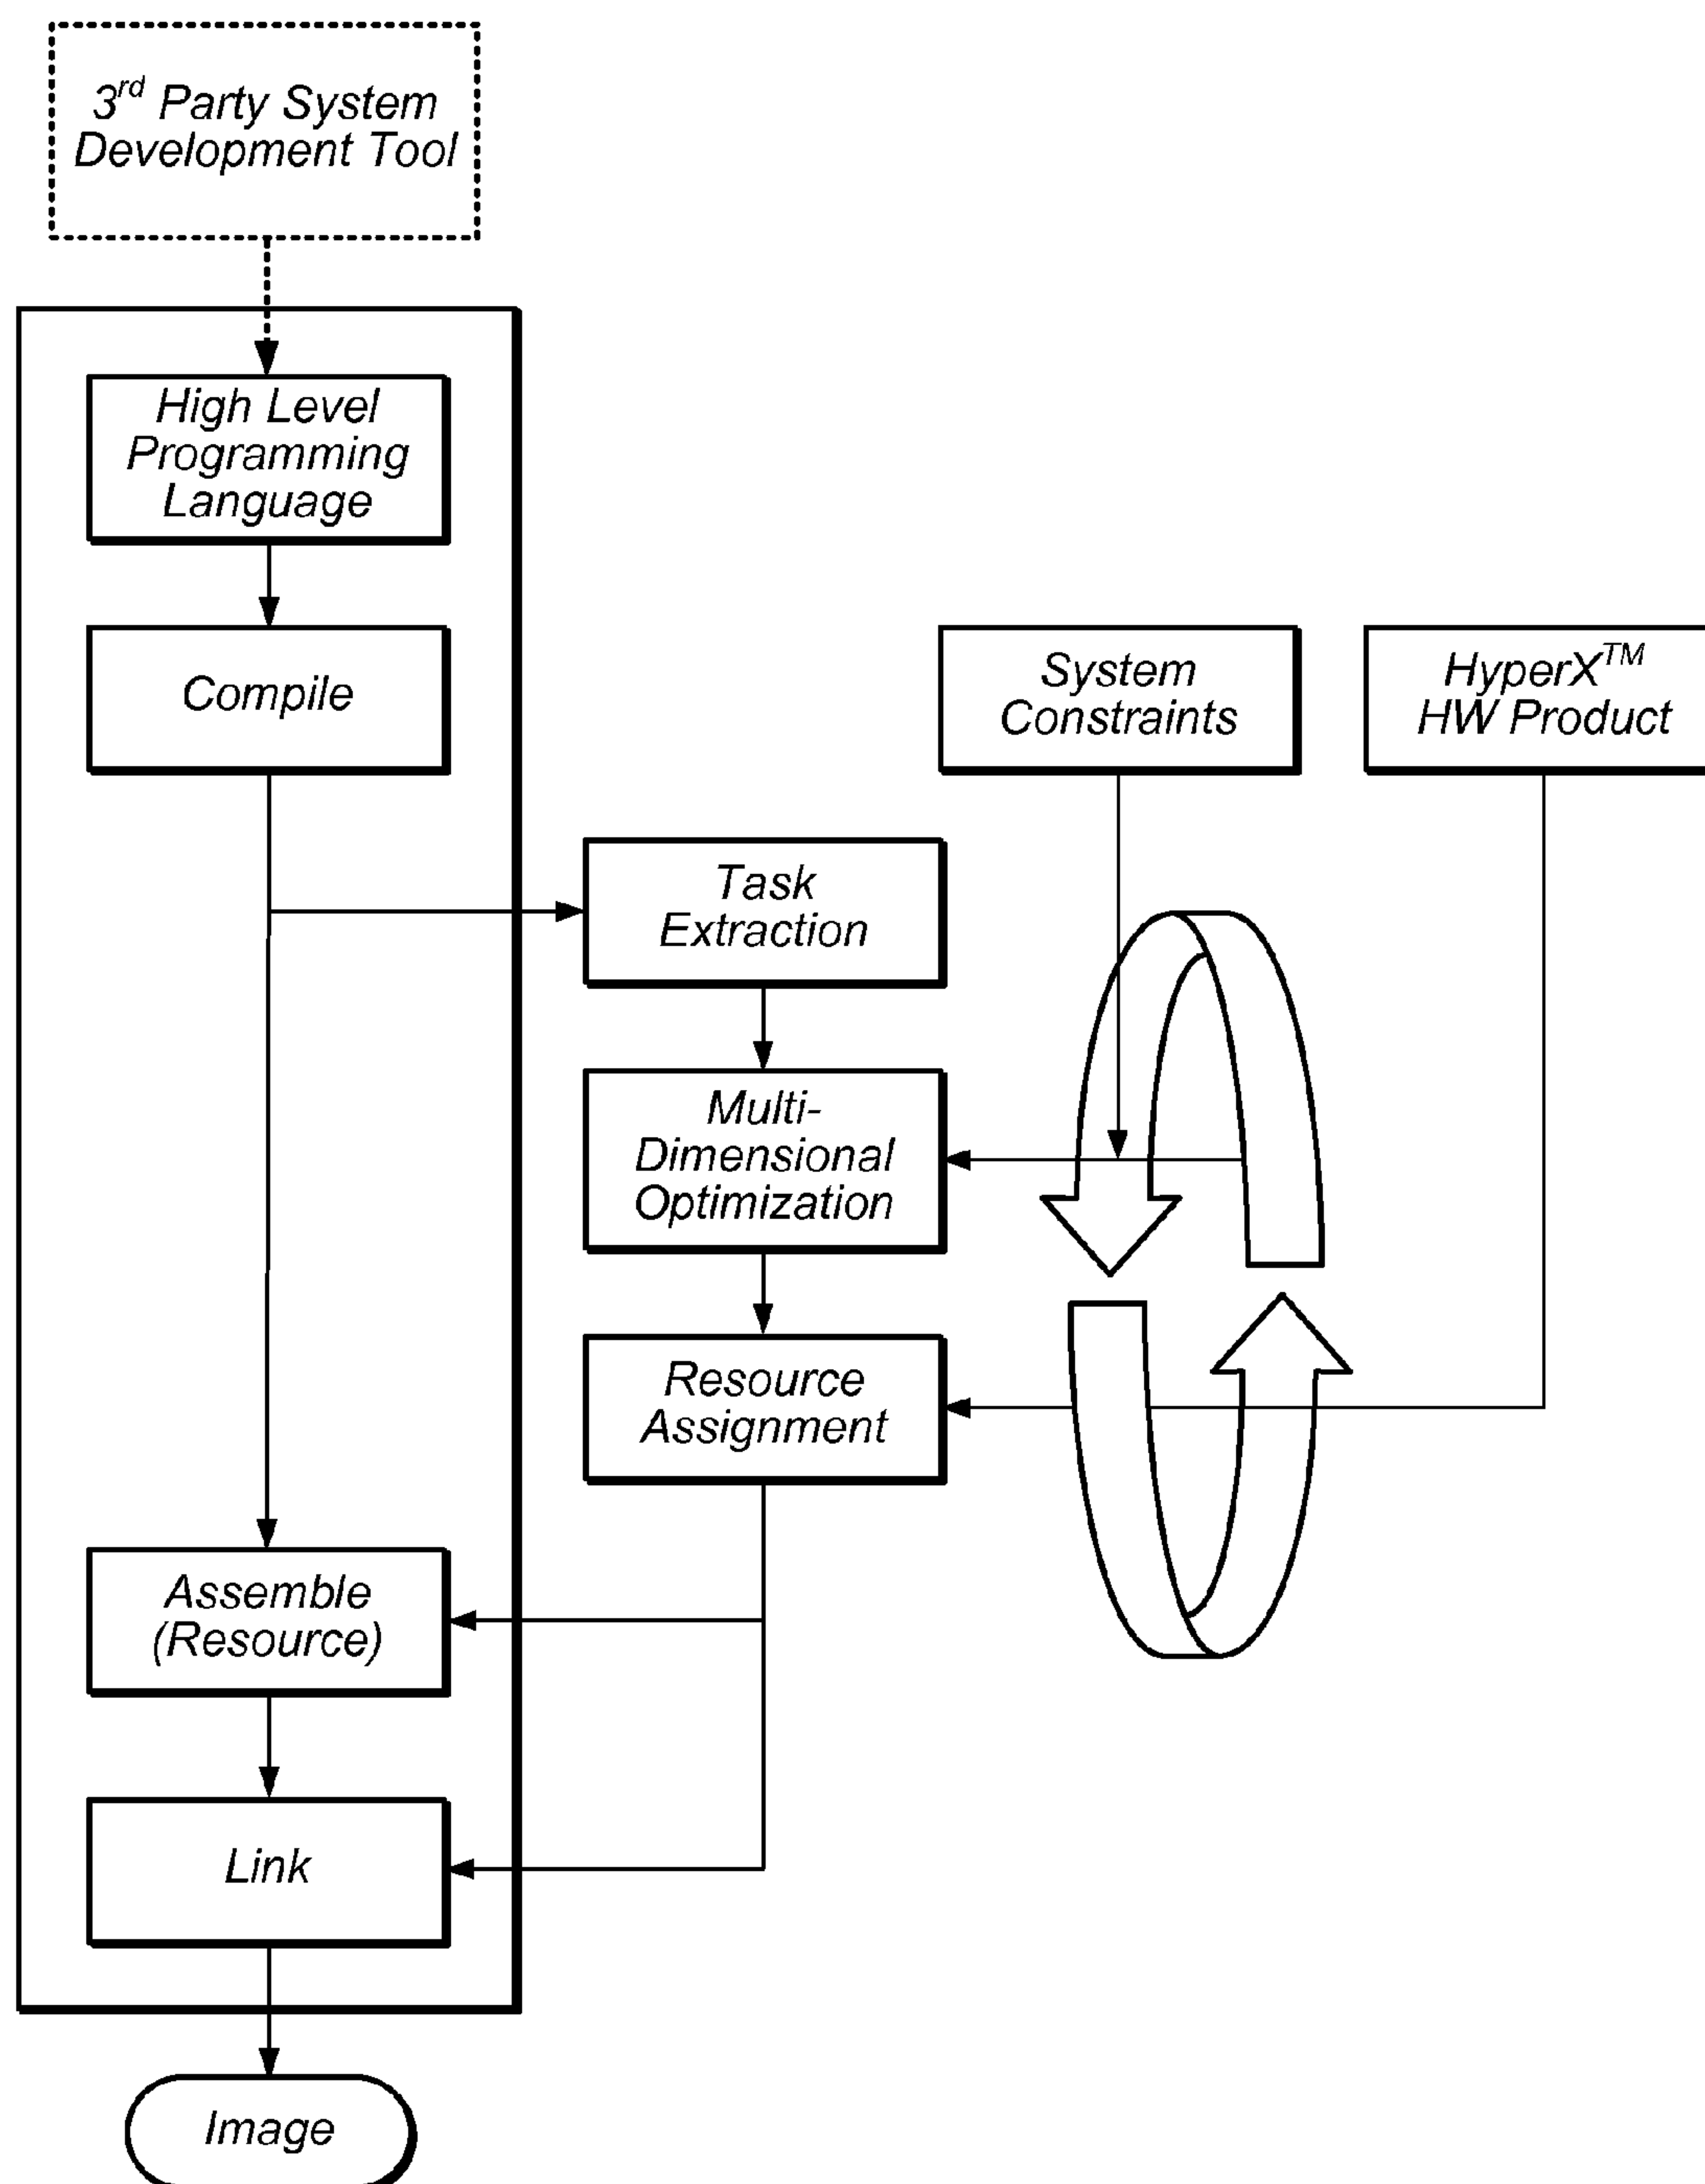 3rd Party System
Development Tool
High Level
Programming
Language
Compile
System
Constraints
HyperX™
HW Product
Task
Extraction
Multi-
Dimensional
Optimization
Resource
Assignment
Assemble
(Resource)
Link
Image